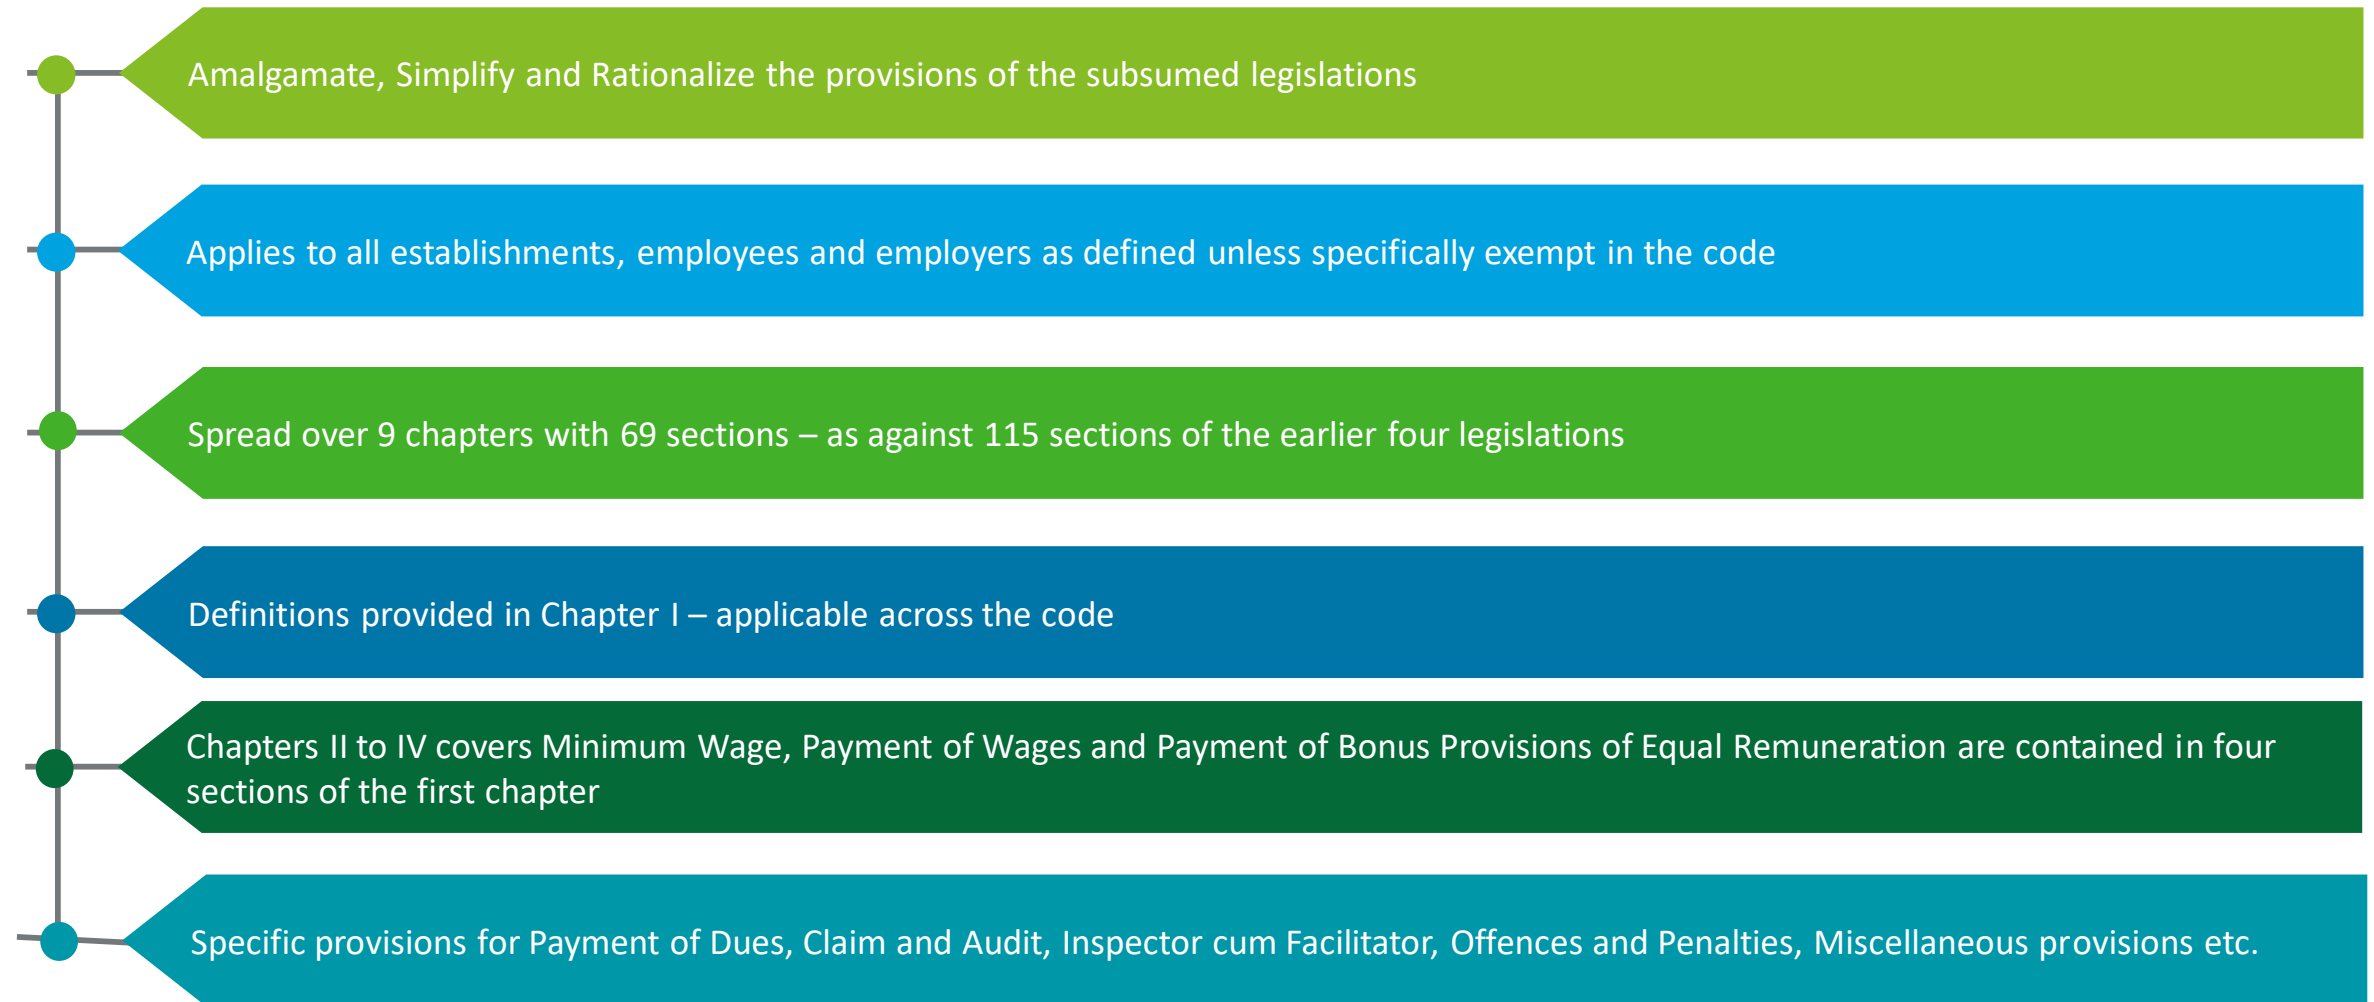 Amalgamate, Simplify and Rationalize the provisions of the subsumed legislations
Applies to all establishments, employees and employers as defined unless specifically exempt in the code
Spread over 9 chapters with 69 sections – as against 115 sections of the earlier four legislations
Definitions provided in Chapter I – applicable across the code
Chapters II to IV covers Minimum Wage, Payment of Wages and Payment of Bonus Provisions of Equal Remuneration are contained in four
sections of the first chapter
Specific provisions for Payment of Dues, Claim and Audit, Inspector cum Facilitator, Offences and Penalties, Miscellaneous provisions etc.